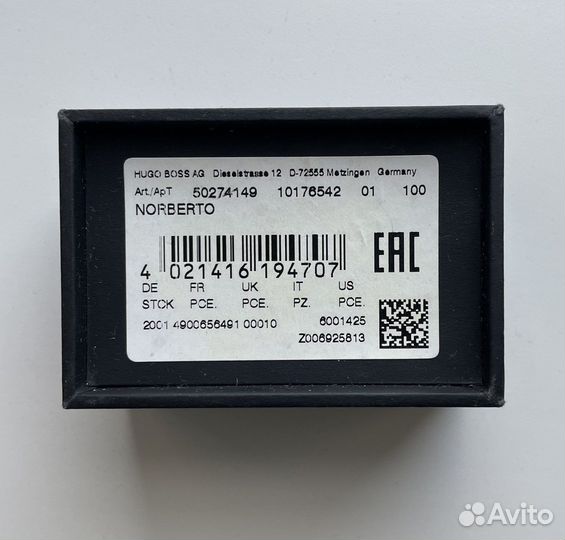 HUGO BOSS AG Dieselstrasse 12 D-72555 Metzingen Germany
Art./АрТ 50274149 10176542 01 100
NORBERTO
4 021416 194707
EAC
DE FR UK IT US
STCK PCE. PCE. PZ. PCE.
2001 4900656491 00010 6001425
Z006925813
Avito